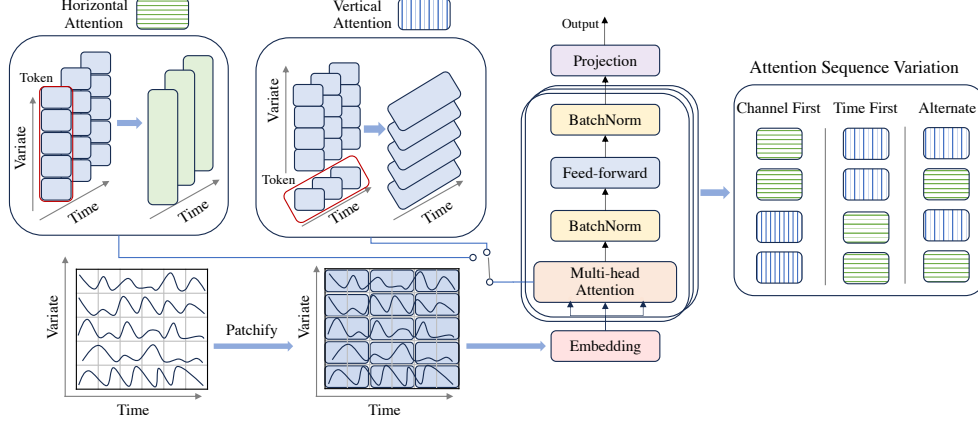 Horizontal
Attention
Token
Variate
Time
Time
Vertical
Attention
Variate
Token
Time
Time
Output
Projection
BatchNorm
Feed-forward
BatchNorm
Multi-head
Attention
Embedding
Attention Sequence Variation
Channel First
Time First
Alternate
Variate
Time
Patchify
Variate
Time